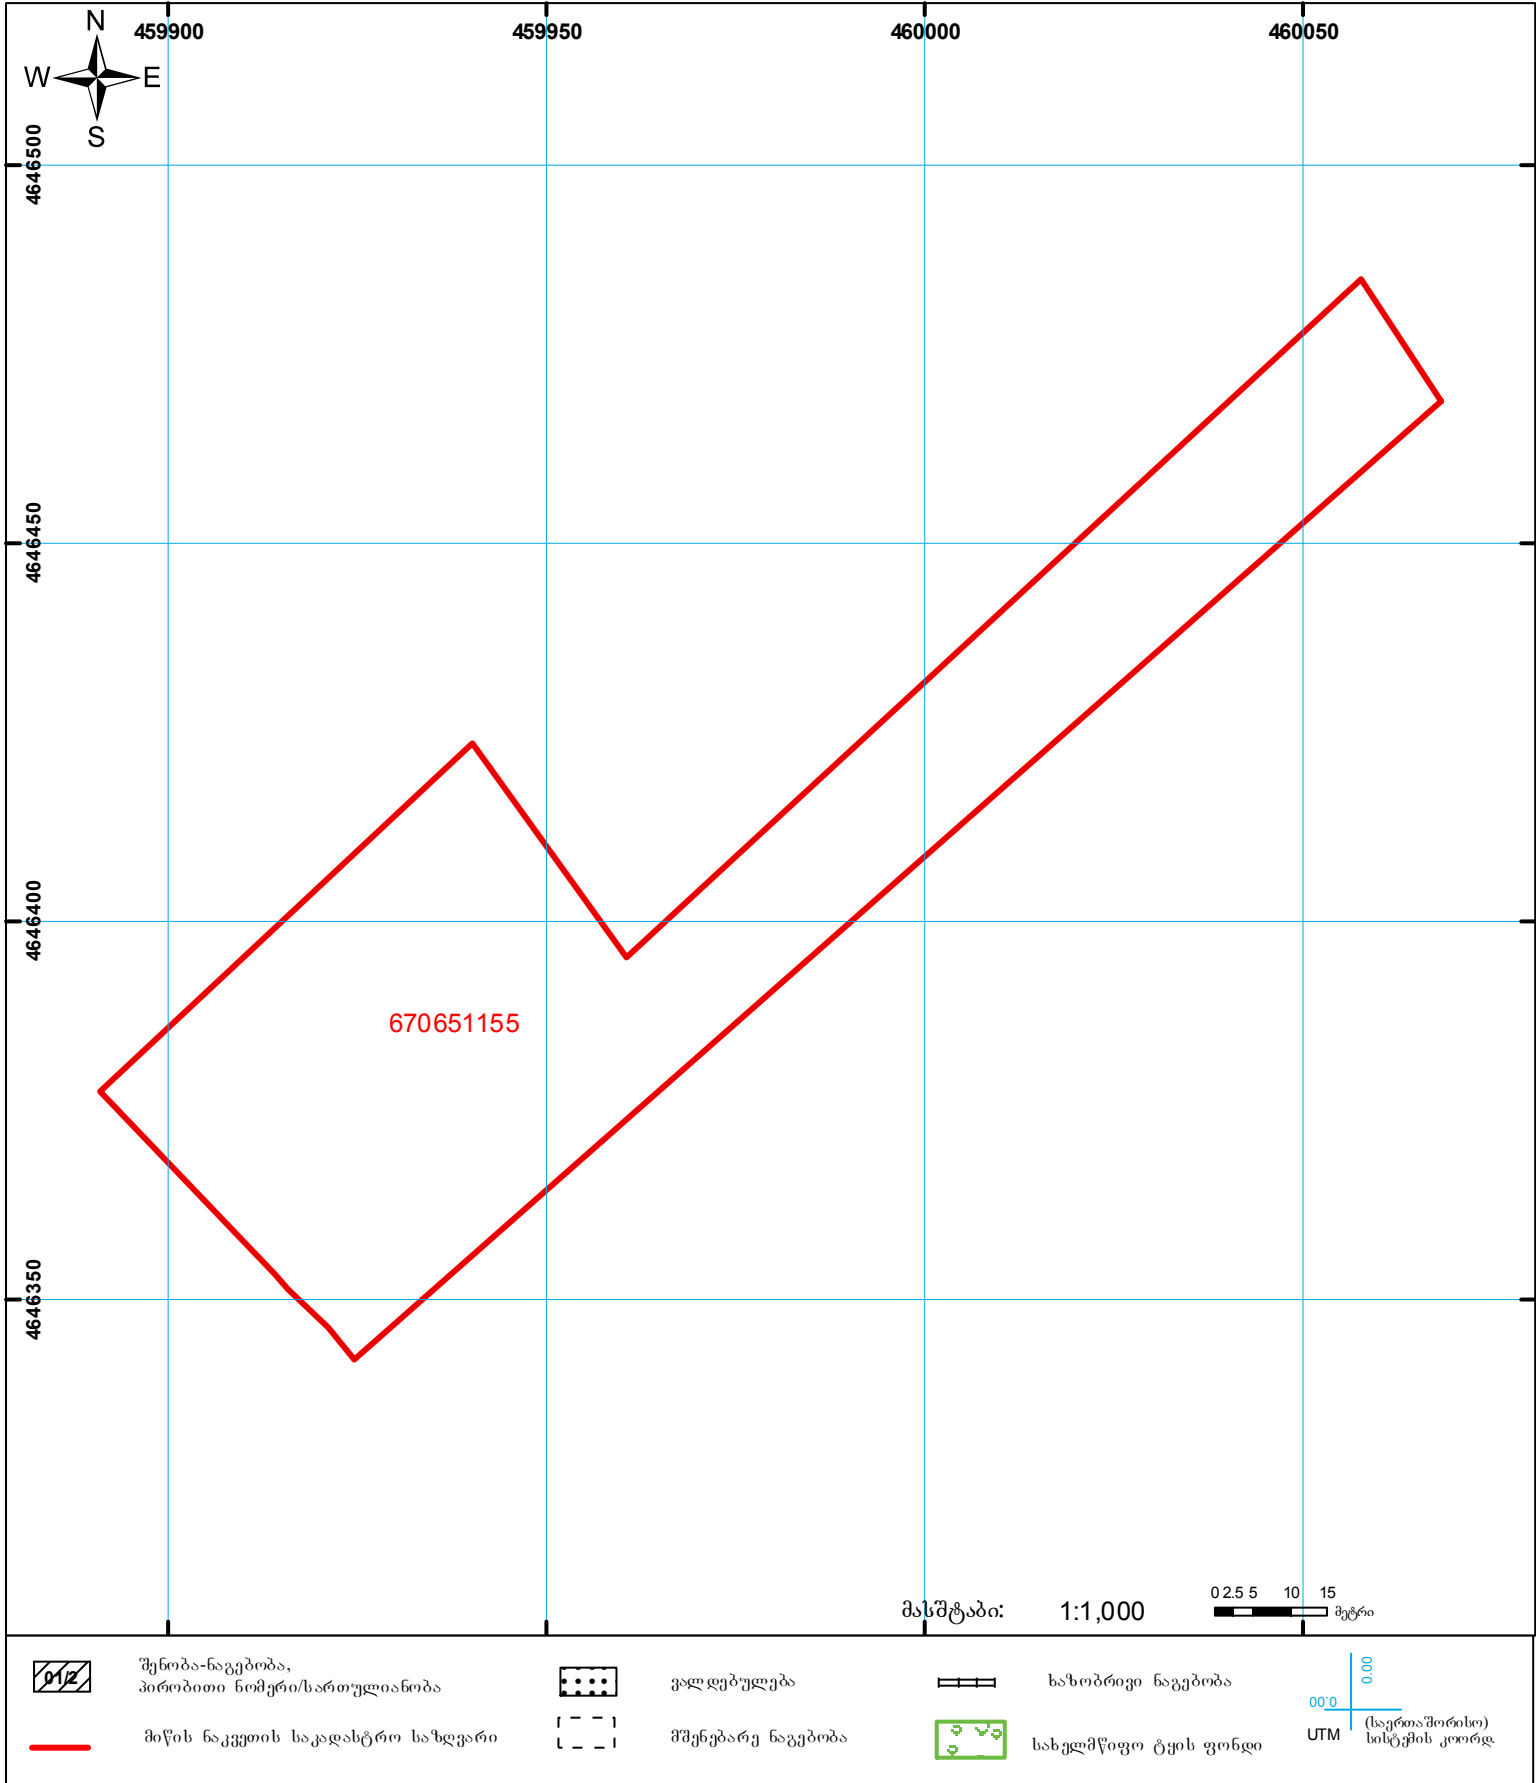 N
459900 459950 460000 460050
W E
S
4646500
4646450
4646400
4646350
670651155
მასშტაბი: 1:1,000
0 2.5 5 10 15
მეტრი
01/2
შენობა-ნაგებობა,
პირობითი ნომერი/სართულიანობა
მიწის ნაკვეთის საკადასტრო საზღვარი
ვალდებულება
მშენებარე ნაგებობა
ხაზობრივი ნაგებობა
სახელმწიფო ტყის ფონდი
0.00
0.00
UTM
(საერთაშორისო)
სისტემის კოორდ.